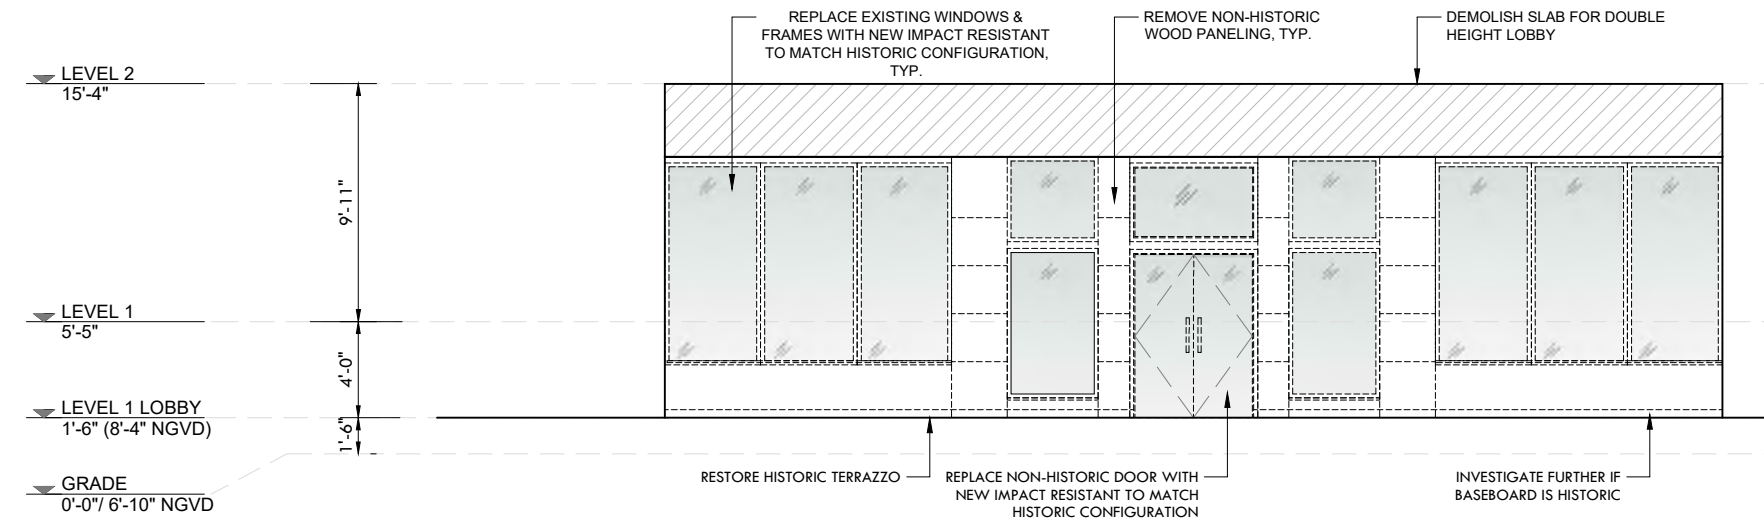 REPLACE EXISTING WINDOWS &
FRAMES WITH NEW IMPACT RESISTANT
TO MATCH HISTORIC CONFIGURATION,
TYP.
REMOVE NON-HISTORIC
WOOD PANELING, TYP.
DEMOLISH SLAB FOR DOUBLE
HEIGHT LOBBY
LEVEL 2
15'-4"
9'-11"
LEVEL 1
5'-5"
4'-0"
LEVEL 1 LOBBY
1'-6" (8'-4" NGVD)
1'-6"
GRADE
0'-0"/ 6'-10" NGVD
RESTORE HISTORIC TERRAZZO
REPLACE NON-HISTORIC DOOR WITH
NEW IMPACT RESISTANT TO MATCH
HISTORIC CONFIGURATION
INVESTIGATE FURTHER IF
BASEBOARD IS HISTORIC